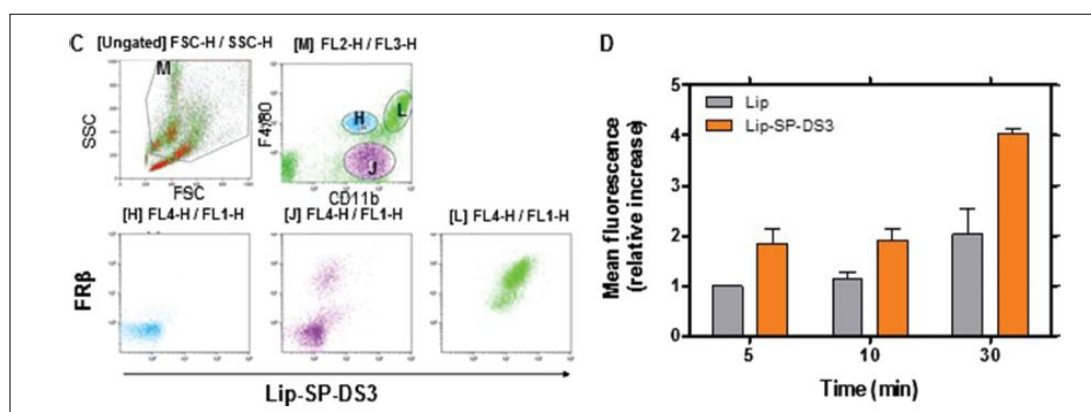 C
[Ungated] FSC-H / SSC-H
[M] FL2-H / FL3-H
M
SSC
FSC
F4/80
H
L
J
CD11b
[H] FL4-H / FL1-H
[J] FL4-H / FL1-H
[L] FL4-H / FL1-H
FRβ
Lip-SP-DS3
D
Lip
Lip-SP-DS3
Mean fluorescence
(relative increase)
5
4
3
2
1
0
5
10
30
Time (min)